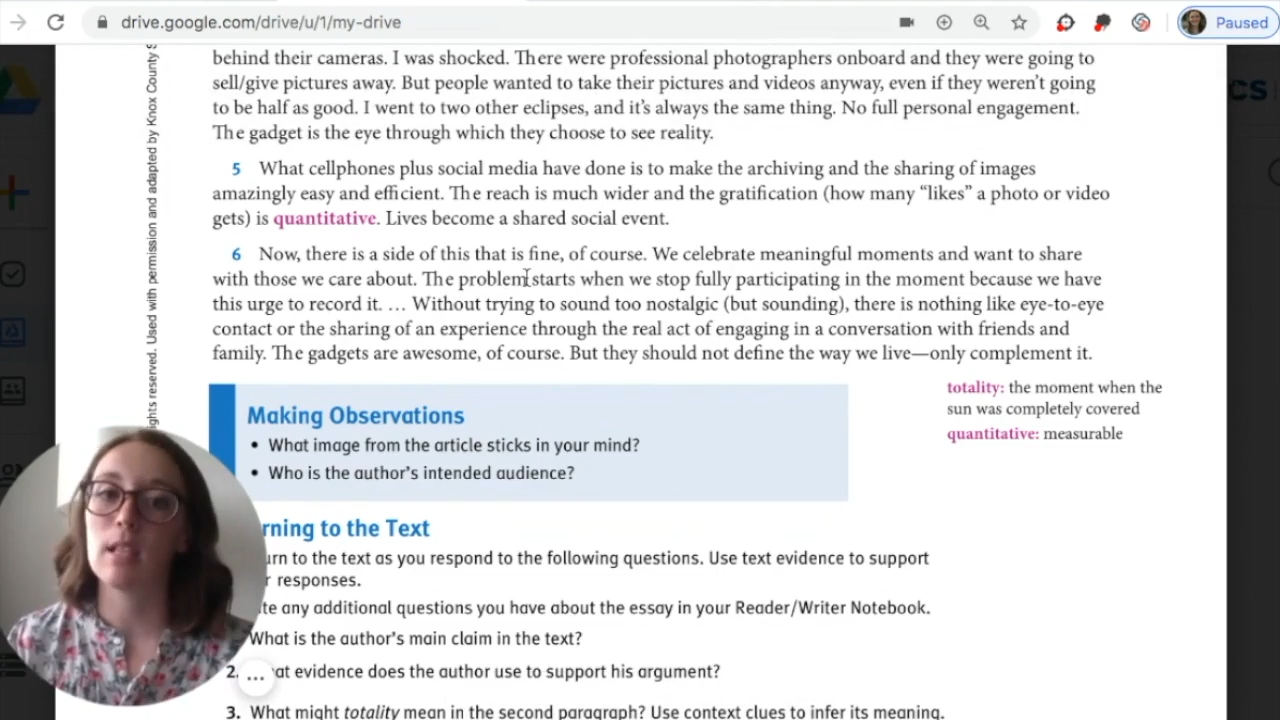 drive.google.com/drive/u/1/my-drive
Paused
behind their cameras. I was shocked. There were professional photographers onboard and they were going to
sell/give pictures away. But people wanted to take their pictures and videos anyway, even if they weren't going
to be half as good. I went to two other eclipses, and it's always the same thing. No full personal engagement.
The gadget is the eye through which they choose to see reality.
5 What cellphones plus social media have done is to make the archiving and the sharing of images
amazingly easy and efficient. The reach is much wider and the gratification (how many “likes” a photo or video
gets) is quantitative. Lives become a shared social event.
6 Now, there is a side of this that is fine, of course. We celebrate meaningful moments and want to share
with those we care about. The problem starts when we stop fully participating in the moment because we have
this urge to record it. … Without trying to sound too nostalgic (but sounding), there is nothing like eye-to-eye
contact or the sharing of an experience through the real act of engaging in a conversation with friends and
family. The gadgets are awesome, of course. But they should not define the way we live—only complement it.
totality: the moment when the
sun was completely covered
quantitative: measurable
Making Observations
• What image from the article sticks in your mind?
• Who is the author's intended audience?
rning to the Text
urn to the text as you respond to the following questions. Use text evidence to support
r responses.
te any additional questions you have about the essay in your Reader/Writer Notebook.
What is the author's main claim in the text?
2. at evidence does the author use to support his argument?
3. What might totality mean in the second paragraph? Use context clues to infer its meaning.
ights reserved. Used with permission and adapted by Knox County S
cs